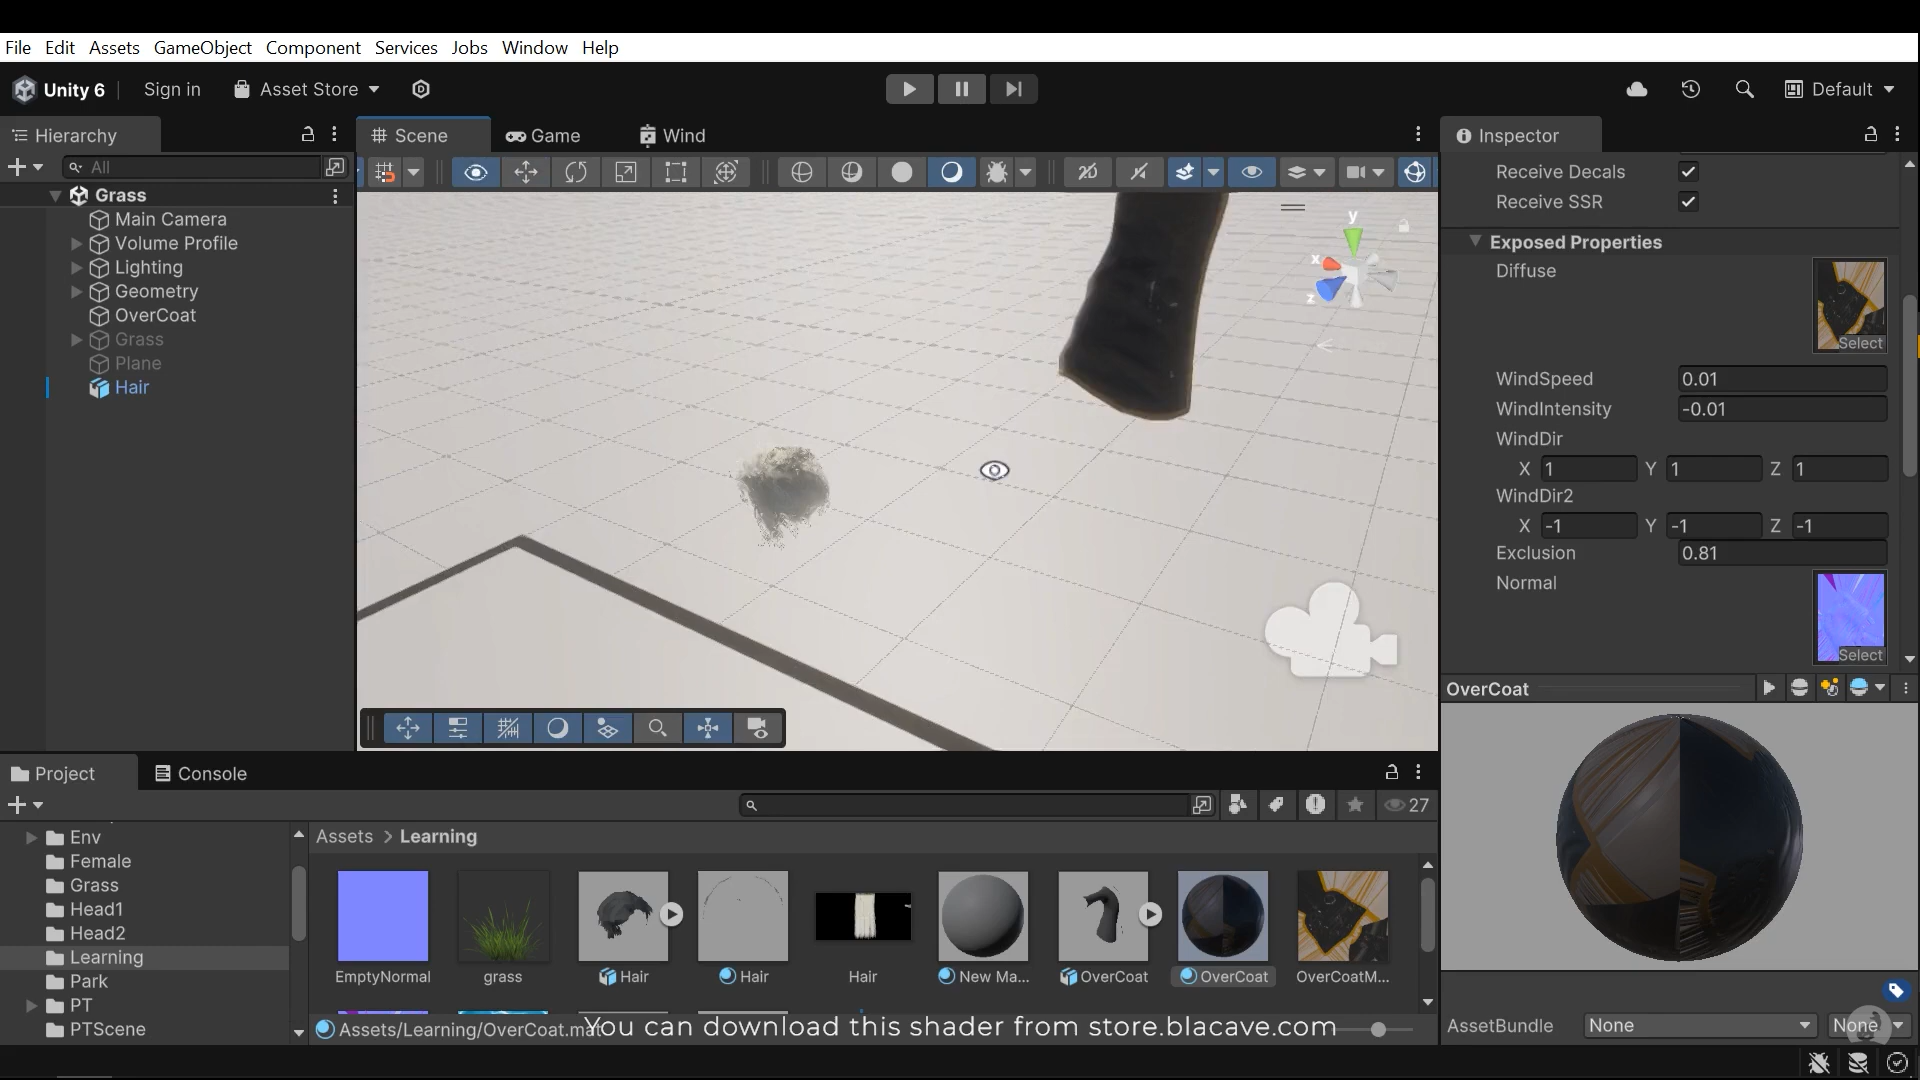 File Edit Assets GameObject Component Services Jobs Window Help
Unity 6 Sign in Asset Store Default
Hierarchy
All
Grass
Main Camera
Volume Profile
Lighting
Geometry
OverCoat
Grass
Plane
Hair
Scene Game Wind
y
x
z
Inspector
Receive Decals
Receive SSR
Exposed Properties
Diffuse
Select
WindSpeed 0.01
WindIntensity -0.01
WindDir
X 1 Y 1 Z 1
WindDir2
X -1 Y -1 Z -1
Exclusion 0.81
Normal
Select
OverCoat
AssetBundle None None
Project Console
27
Env
Female
Grass
Head1
Head2
Learning
Park
PT
PTScene
Assets > Learning
EmptyNormal grass Hair Hair Hair New Ma... OverCoat OverCoat OverCoatM...
Assets/Learning/OverCoat.mat
You can download this shader from store.blacave.com